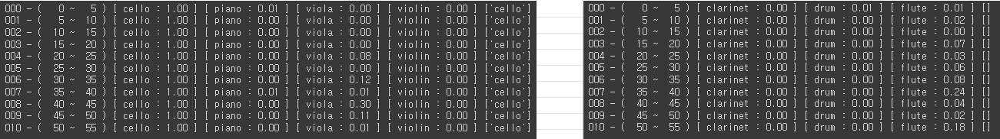 000 - (   0 ~   5 ) [ cello : 1.00 ] [ piano : 0.01 ] [ viola : 0.00 ] [ violin : 0.00 ] ['cello']
001 - (   5 ~  10 ) [ cello : 1.00 ] [ piano : 0.00 ] [ viola : 0.00 ] [ violin : 0.00 ] ['cello']
002 - (  10 ~  15 ) [ cello : 1.00 ] [ piano : 0.00 ] [ viola : 0.00 ] [ violin : 0.00 ] ['cello']
003 - (  15 ~  20 ) [ cello : 1.00 ] [ piano : 0.00 ] [ viola : 0.00 ] [ violin : 0.00 ] ['cello']
004 - (  20 ~  25 ) [ cello : 1.00 ] [ piano : 0.00 ] [ viola : 0.08 ] [ violin : 0.00 ] ['cello']
005 - (  25 ~  30 ) [ cello : 1.00 ] [ piano : 0.00 ] [ viola : 0.00 ] [ violin : 0.00 ] ['cello']
006 - (  30 ~  35 ) [ cello : 1.00 ] [ piano : 0.00 ] [ viola : 0.12 ] [ violin : 0.00 ] ['cello']
007 - (  35 ~  40 ) [ cello : 1.00 ] [ piano : 0.01 ] [ viola : 0.01 ] [ violin : 0.00 ] ['cello']
008 - (  40 ~  45 ) [ cello : 1.00 ] [ piano : 0.00 ] [ viola : 0.30 ] [ violin : 0.00 ] ['cello']
009 - (  45 ~  50 ) [ cello : 1.00 ] [ piano : 0.00 ] [ viola : 0.11 ] [ violin : 0.00 ] ['cello']
010 - (  50 ~  55 ) [ cello : 1.00 ] [ piano : 0.00 ] [ viola : 0.01 ] [ violin : 0.00 ] ['cello']
000 - (   0 ~   5 ) [ clarinet : 0.00 ] [ drum : 0.01 ] [ flute : 0.01 ] []
001 - (   5 ~  10 ) [ clarinet : 0.00 ] [ drum : 0.00 ] [ flute : 0.02 ] []
002 - (  10 ~  15 ) [ clarinet : 0.00 ] [ drum : 0.00 ] [ flute : 0.00 ] []
003 - (  15 ~  20 ) [ clarinet : 0.00 ] [ drum : 0.00 ] [ flute : 0.07 ] []
004 - (  20 ~  25 ) [ clarinet : 0.00 ] [ drum : 0.00 ] [ flute : 0.03 ] []
005 - (  25 ~  30 ) [ clarinet : 0.00 ] [ drum : 0.00 ] [ flute : 0.06 ] []
006 - (  30 ~  35 ) [ clarinet : 0.00 ] [ drum : 0.00 ] [ flute : 0.08 ] []
007 - (  35 ~  40 ) [ clarinet : 0.00 ] [ drum : 0.00 ] [ flute : 0.24 ] []
008 - (  40 ~  45 ) [ clarinet : 0.00 ] [ drum : 0.00 ] [ flute : 0.04 ] []
009 - (  45 ~  50 ) [ clarinet : 0.00 ] [ drum : 0.00 ] [ flute : 0.02 ] []
010 - (  50 ~  55 ) [ clarinet : 0.00 ] [ drum : 0.00 ] [ flute : 0.18 ] []